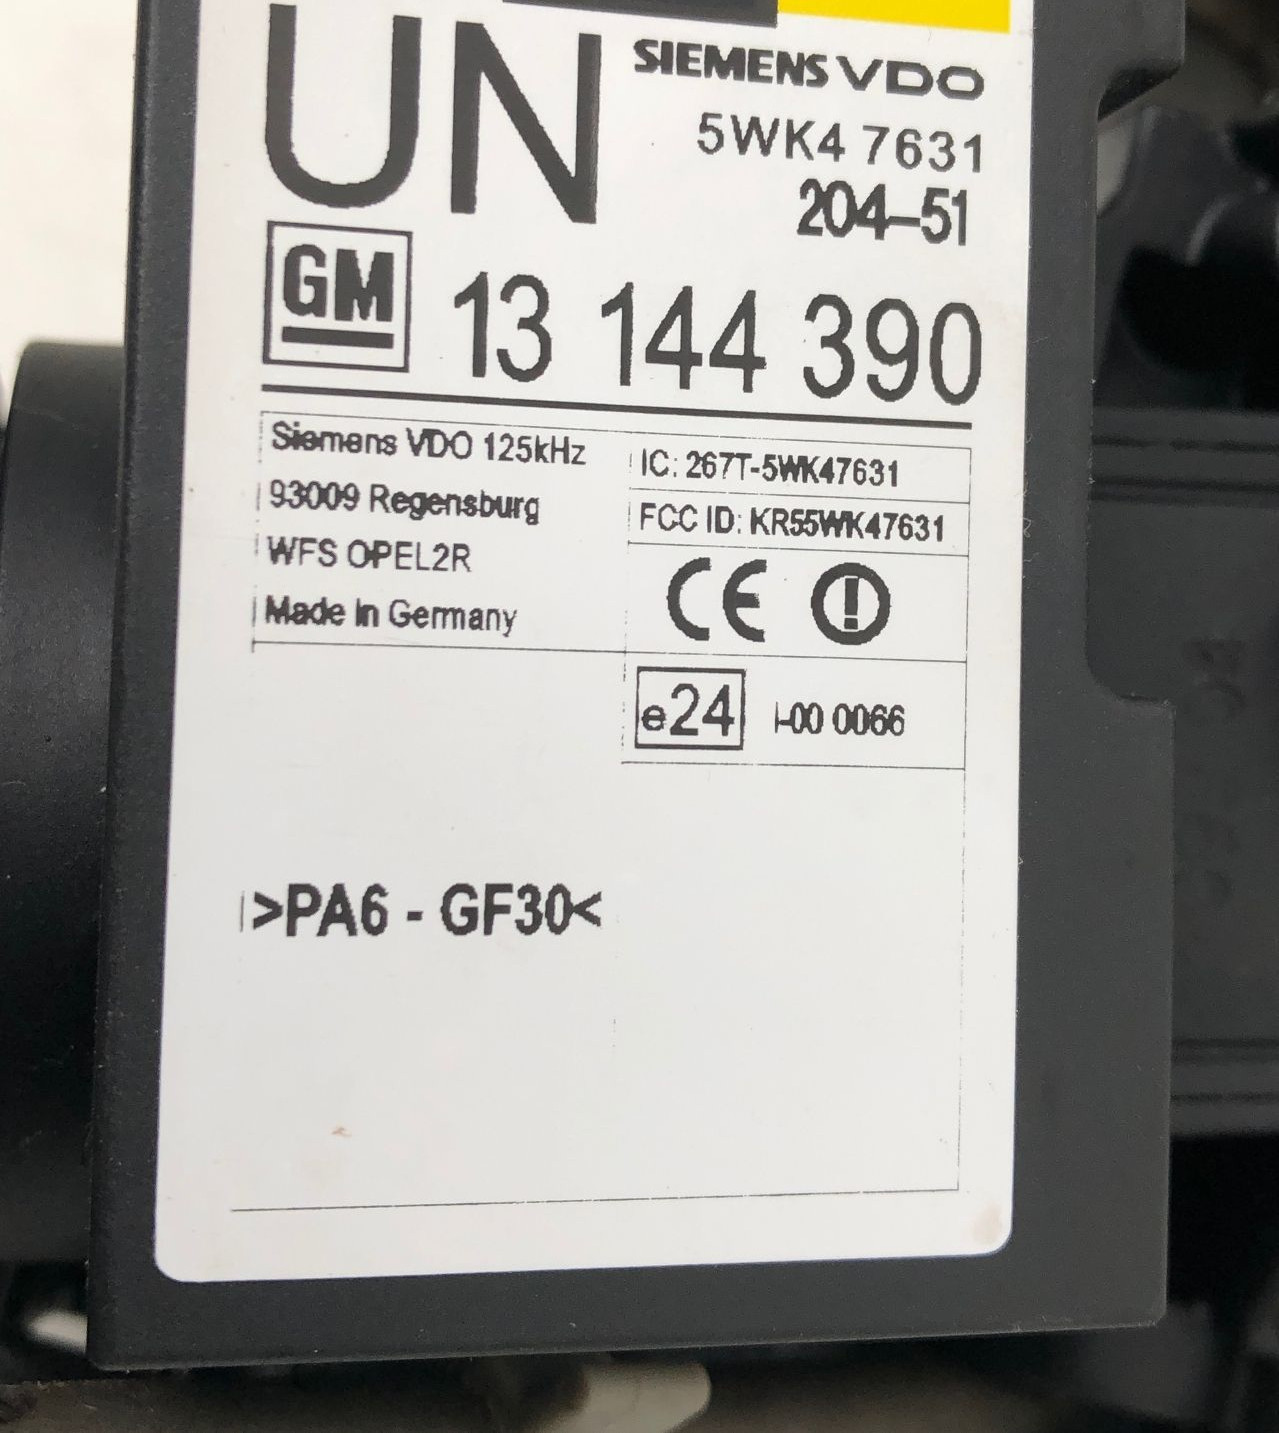 UN
SIEMENS VDO
5WK4 7631
204-51
GM 13 144 390
Siemens VDO 125kHz
93009 Regensburg
WFS OPEL2R
Made in Germany
IC: 267T-5WK47631
FCC ID: KR55WK47631
CE
e24 I-00 0066
>PA6 - GF30<